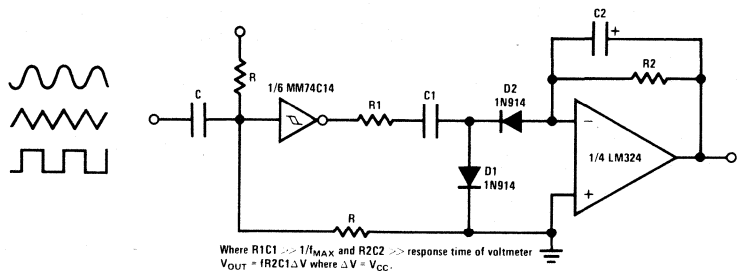 C2
+
R2
R
1/6 MM74C14
C
R1
C1
D2
1N914
−
1/4 LM324
+
D1
1N914
R
Where R1C1 >> 1/fMAX and R2C2 >> response time of voltmeter
VOUT = fR2C1ΔV where ΔV = VCC.